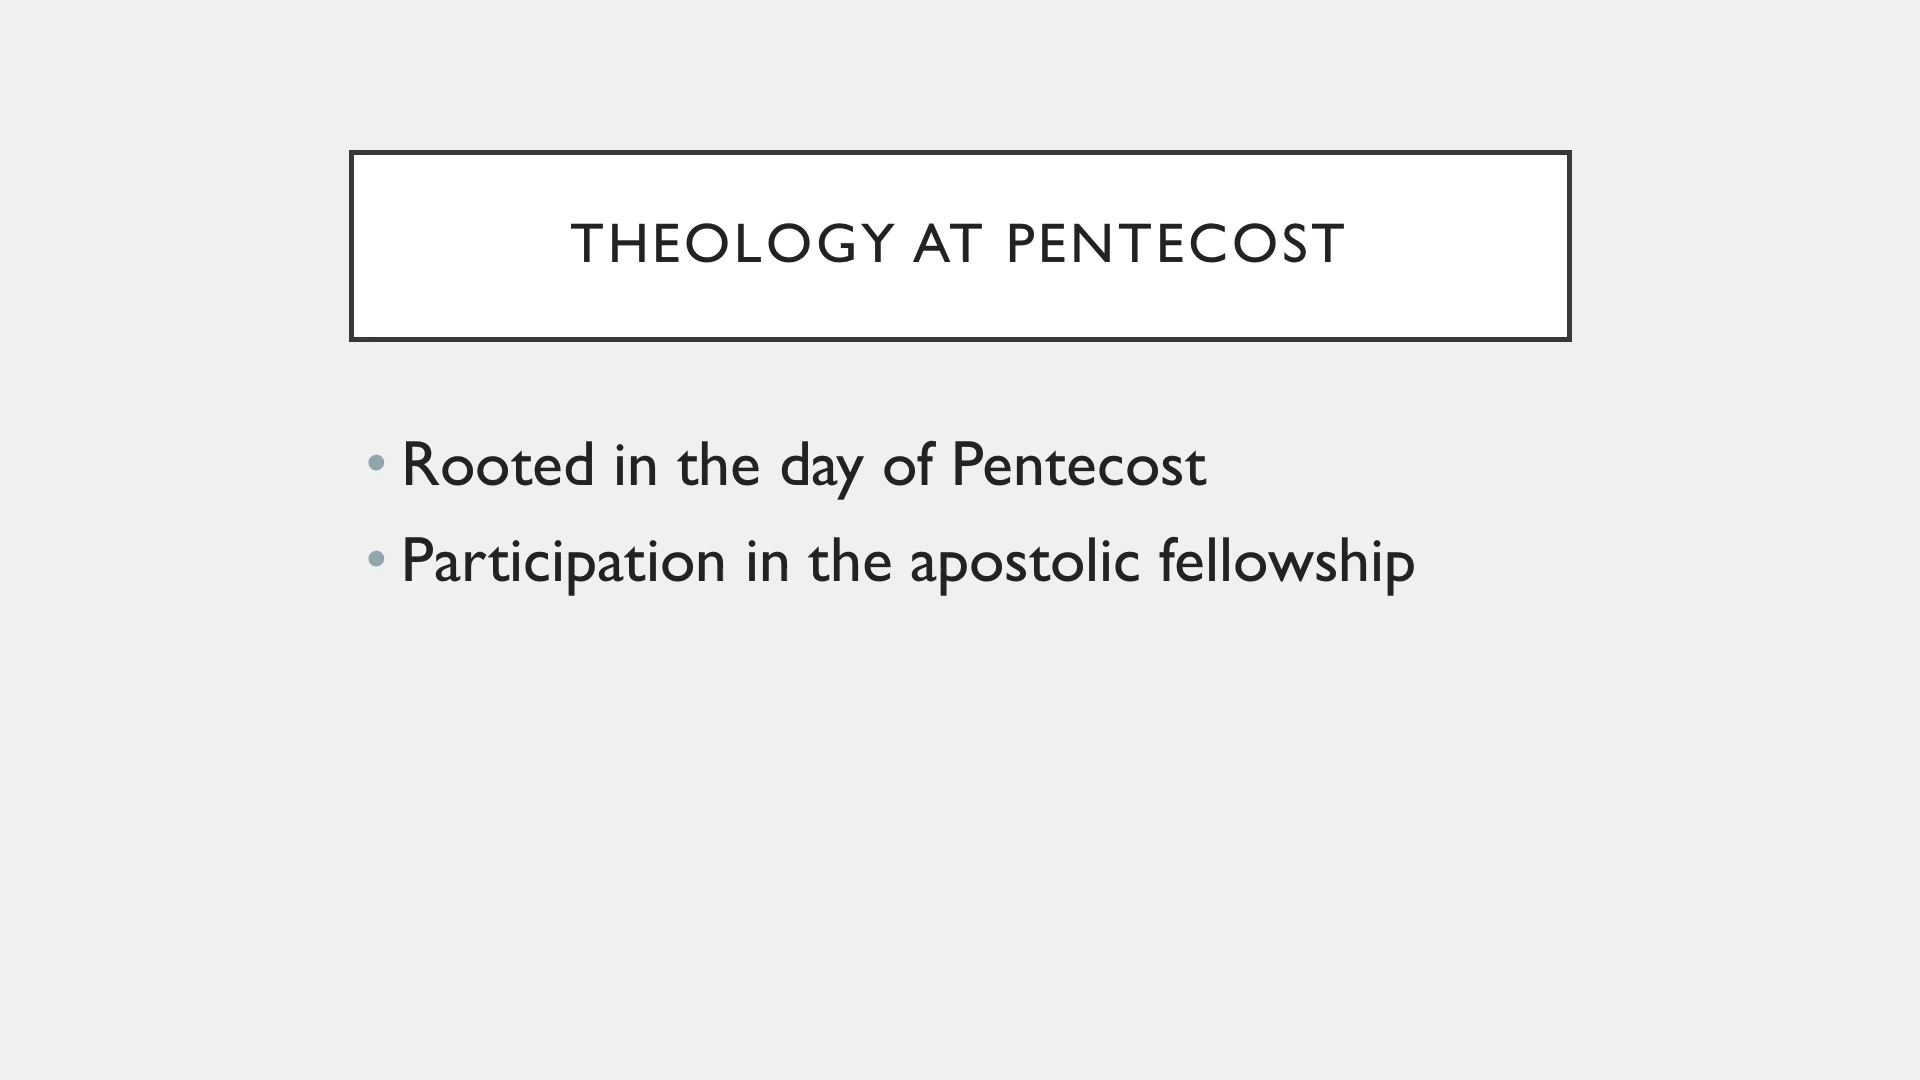 THEOLOGY AT PENTECOST
• Rooted in the day of Pentecost
• Participation in the apostolic fellowship